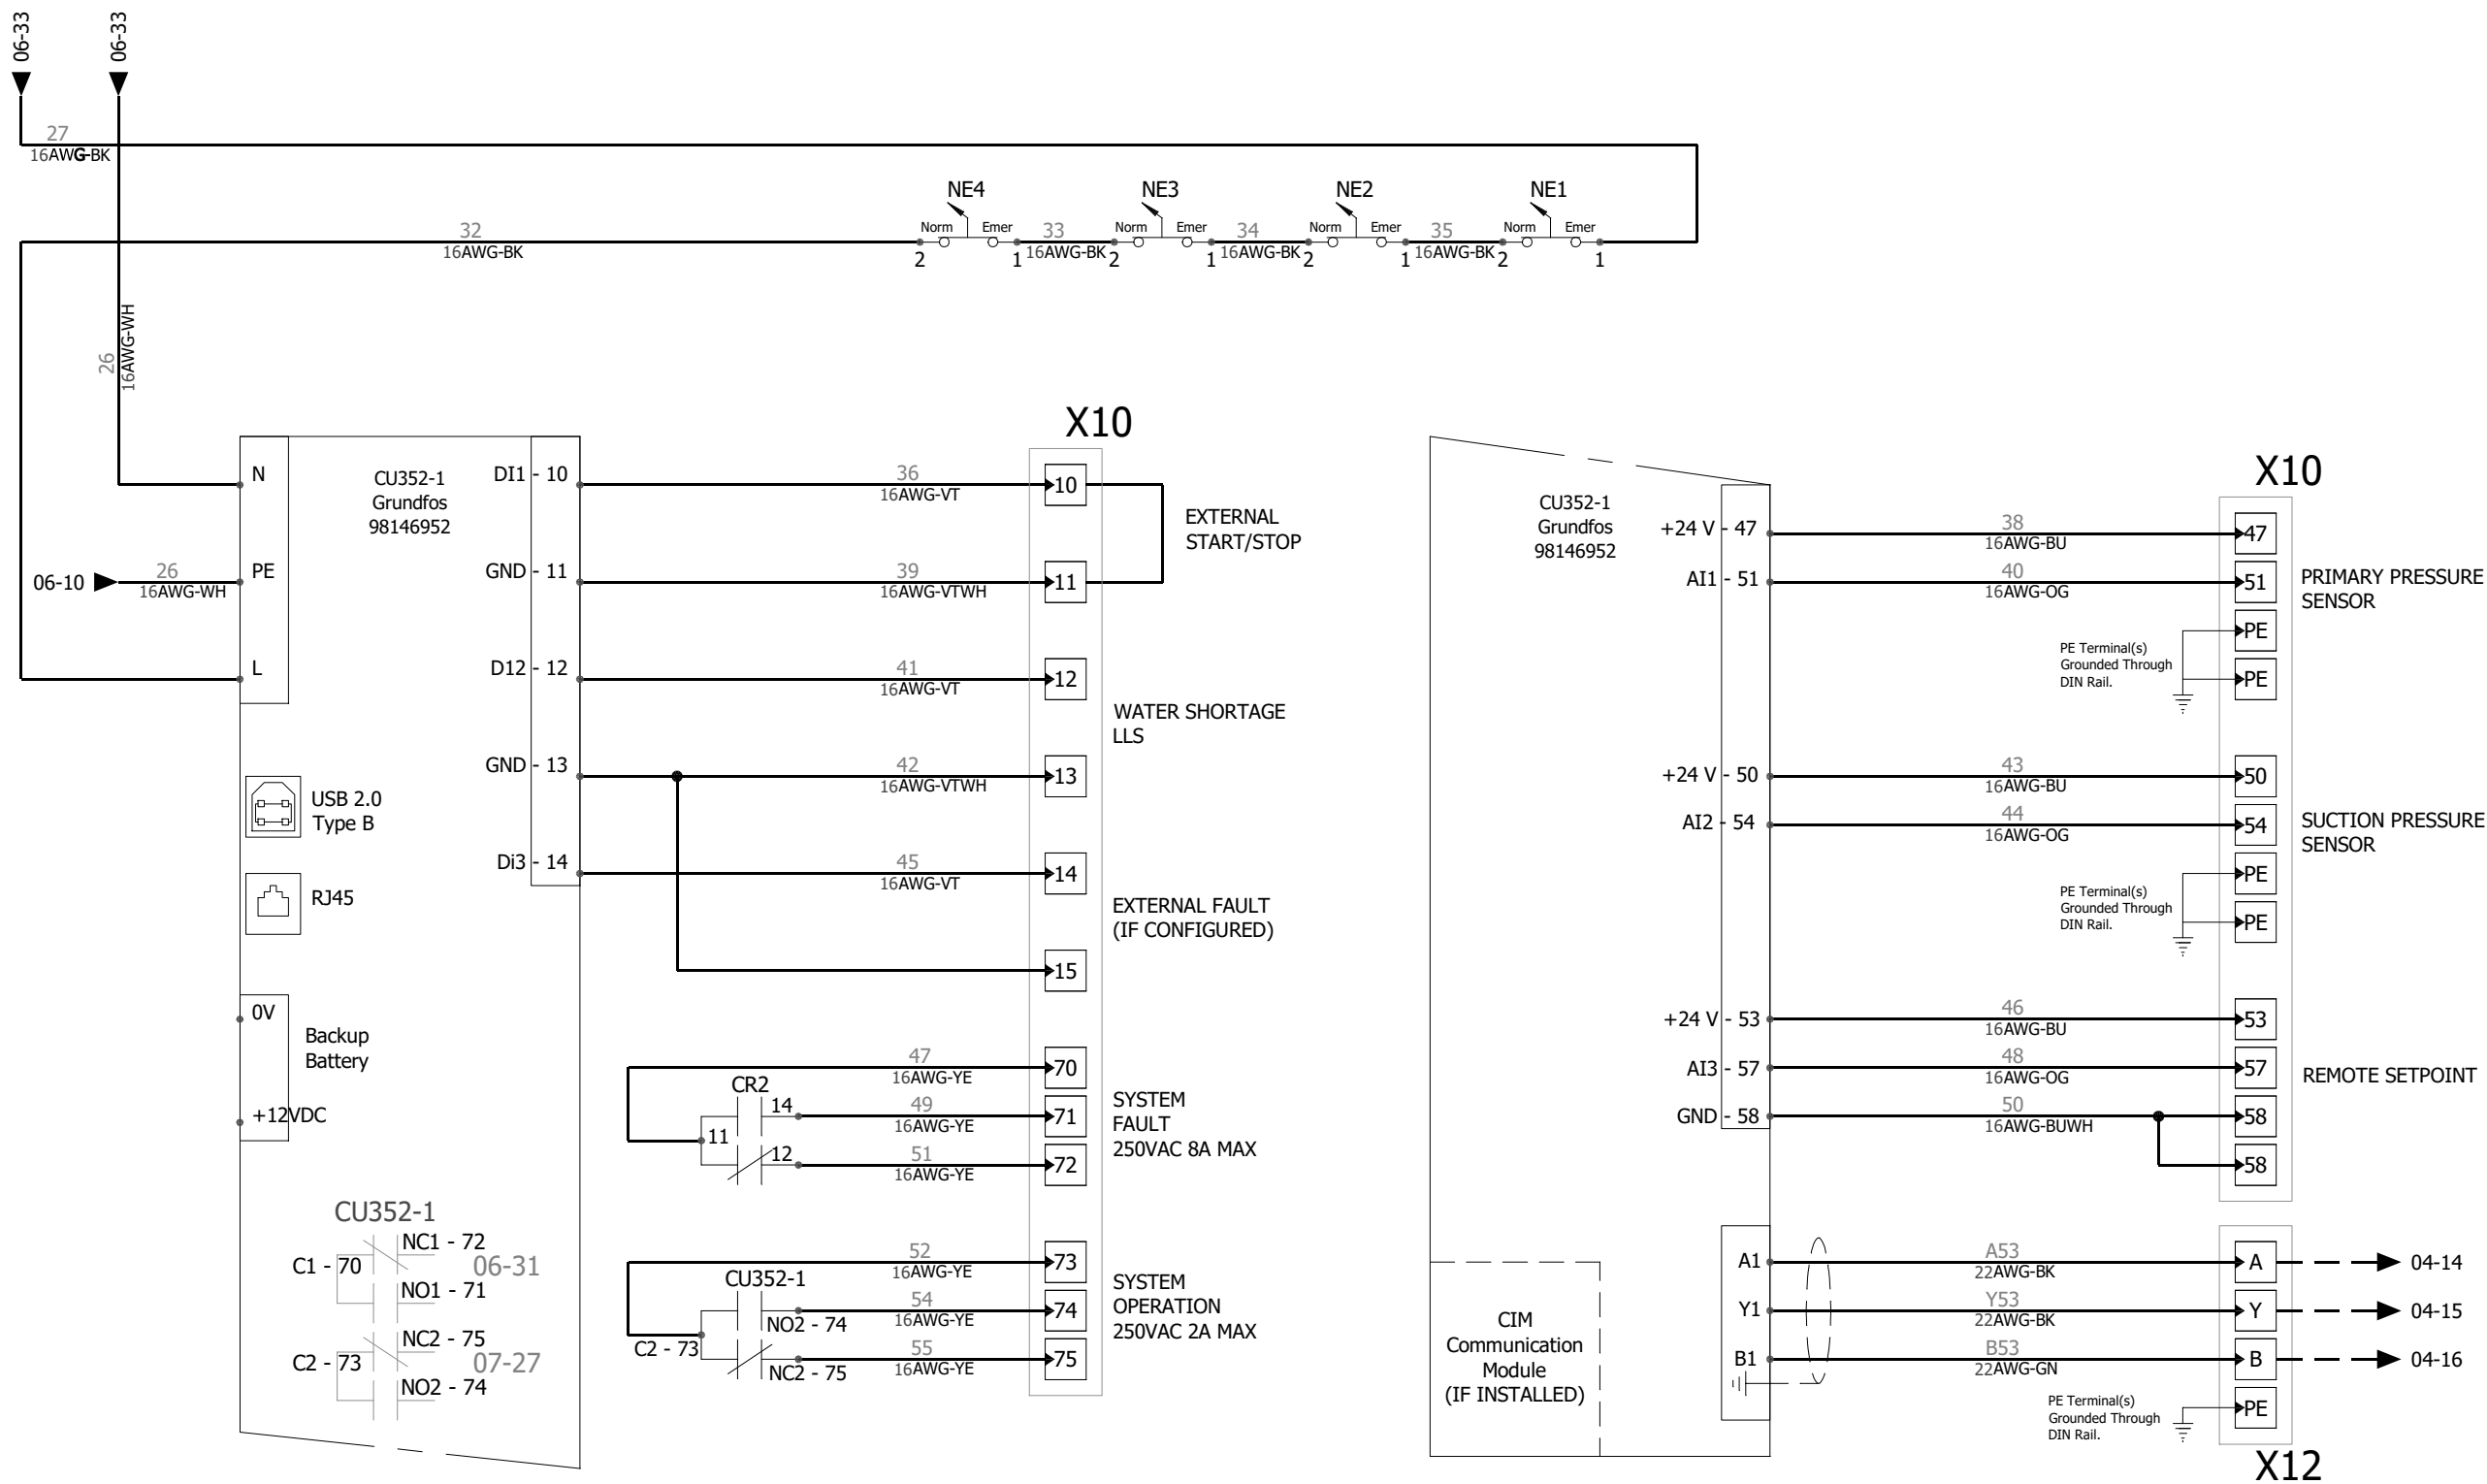 06-33
06-33
27
16AWG-BK
NE4
NE3
NE2
NE1
Norm Emer
Norm Emer
Norm Emer
Norm Emer
32
16AWG-BK
33
16AWG-BK
34
16AWG-BK
35
16AWG-BK
2 1
2 1
2 1
2 1
26
16AWG-WH
N
PE
L
06-10
26
16AWG-WH
CU352-1
Grundfos
98146952
DI1 - 10
GND - 11
D12 - 12
GND - 13
Di3 - 14
USB 2.0
Type B
RJ45
0V
Backup
Battery
+12VDC
CU352-1
C1 - 70
NC1 - 72
06-31
NO1 - 71
C2 - 73
NC2 - 75
07-27
NO2 - 74
X10
36
16AWG-VT
10
39
16AWG-VTWH
11
EXTERNAL
START/STOP
41
16AWG-VT
12
42
16AWG-VTWH
13
WATER SHORTAGE
LLS
45
16AWG-VT
14
15
EXTERNAL FAULT
(IF CONFIGURED)
47
16AWG-YE
70
CR2
11
14
49
16AWG-YE
71
12
51
16AWG-YE
72
SYSTEM
FAULT
250VAC 8A MAX
52
16AWG-YE
73
CU352-1
C2 - 73
54
16AWG-YE
74
NO2 - 74
55
16AWG-YE
75
NC2 - 75
SYSTEM
OPERATION
250VAC 2A MAX
CU352-1
Grundfos
98146952
X10
+24 V - 47
38
16AWG-BU
47
AI1 - 51
40
16AWG-OG
51
PE
PE
PRIMARY PRESSURE
SENSOR
PE Terminal(s)
Grounded Through
DIN Rail.
+24 V - 50
43
16AWG-BU
50
AI2 - 54
44
16AWG-OG
54
PE
PE
SUCTION PRESSURE
SENSOR
PE Terminal(s)
Grounded Through
DIN Rail.
+24 V - 53
46
16AWG-BU
53
AI3 - 57
48
16AWG-OG
57
GND - 58
50
16AWG-BUWH
58
58
REMOTE SETPOINT
CIM
Communication
Module
(IF INSTALLED)
A1
A53
22AWG-BK
A
04-14
Y1
Y53
22AWG-BK
Y
04-15
B1
B53
22AWG-GN
B
04-16
PE Terminal(s)
Grounded Through
DIN Rail.
PE
X12